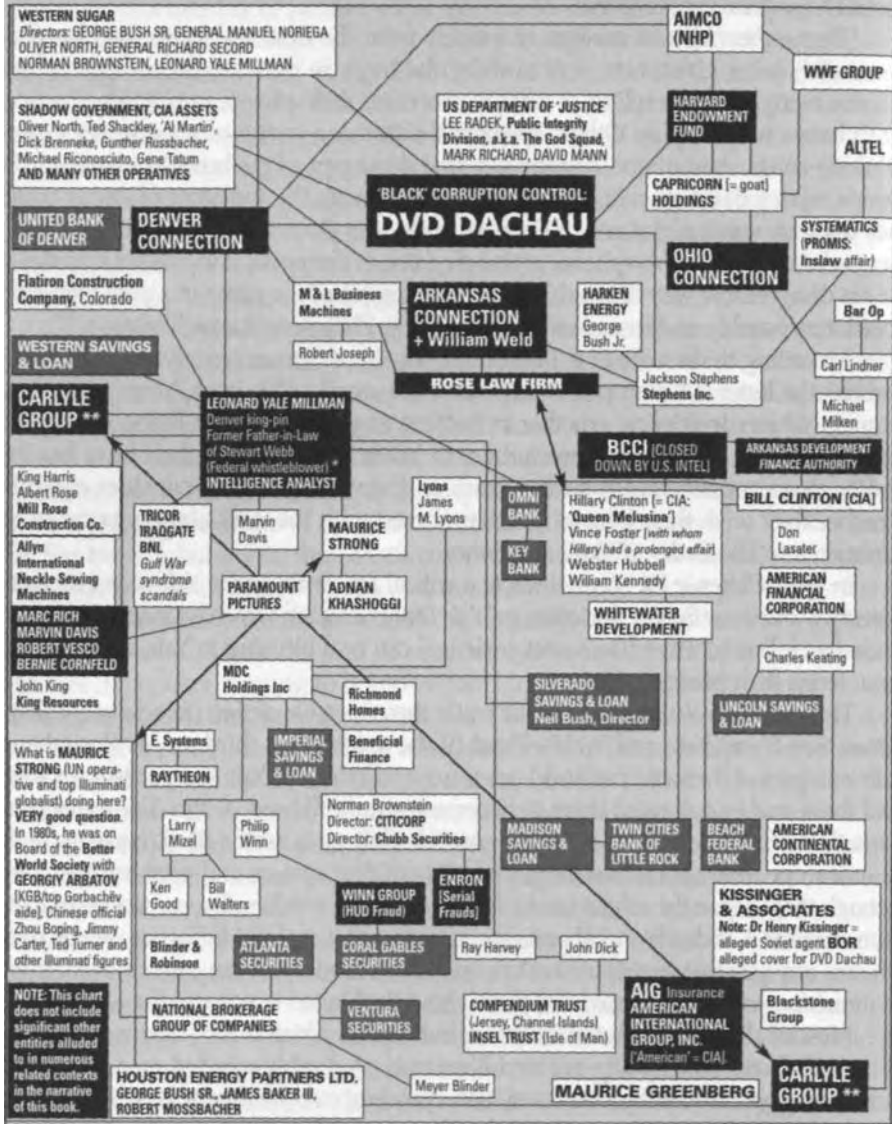 WESTERN SUGAR
Directors: GEORGE BUSH SR, GENERAL MANUEL NORIEGA
OLIVER NORTH, GENERAL RICHARD SECORD
NORMAN BROWNSTEIN, LEONARD YALE MILLMAN
AIMCO
(NHP)
WWF GROUP
SHADOW GOVERNMENT, CIA ASSETS
Oliver North, Ted Shackley, 'Al Martin',
Dick Brenneke, Gunther Russbacher,
Michael Riconosciuto, Gene Tatum
AND MANY OTHER OPERATIVES
US DEPARTMENT OF 'JUSTICE'
LEE RADEK, Public Integrity
Division, a.k.a. The God Squad,
MARK RICHARD, DAVID MANN
HARVARD
ENDOWMENT
FUND
ALTEL
'BLACK' CORRUPTION CONTROL:
DVD DACHAU
CAPRICORN [= goat]
HOLDINGS
UNITED BANK
OF DENVER
DENVER
CONNECTION
OHIO
CONNECTION
SYSTEMATICS
(PROMIS:
Inslaw affair)
Flatiron Construction
Company, Colorado
M & L Business
Machines
ARKANSAS
CONNECTION
+ William Weld
HARKEN
ENERGY
George
Bush Jr.
Bar Op
WESTERN SAVINGS
& LOAN
Robert Joseph
ROSE LAW FIRM
Jackson Stephens
Stephens Inc.
Carl Lindner
Michael
Milken
CARLYLE
GROUP **
LEONARD YALE MILLMAN
Denver king-pin
Former Father-in-Law
of Stewart Webb
(Federal whistleblower) *
INTELLIGENCE ANALYST
BCCI [CLOSED
DOWN BY U.S. INTEL]
ARKANSAS DEVELOPMENT
FINANCE AUTHORITY
King Harris
Albert Rose
Mill Rose
Construction Co.
TRICOR
IRAQGATE
BNL
Gulf War
syndrome
scandals
Marvin
Davis
Lyons
James
M. Lyons
OMNI
BANK
Hillary Clinton [= CIA;
'Queen Melusina']
Vince Foster [with whom
Hillary had a prolonged affair]
Webster Hubbell
William Kennedy
BILL CLINTON [CIA]
Don
Lasater
Allyn
International
Neckle Sewing
Machines
MAURICE
STRONG
KEY
BANK
PARAMOUNT
PICTURES
ADNAN
KHASHOGGI
AMERICAN
FINANCIAL
CORPORATION
MARC RICH
MARVIN DAVIS
ROBERT VESCO
BERNIE CORNFELD
WHITEWATER
DEVELOPMENT
Charles Keating
John King
King Resources
MDC
Holdings Inc
Richmond
Homes
SILVERADO
SAVINGS & LOAN
Neil Bush, Director
LINCOLN SAVINGS
& LOAN
What is MAURICE
STRONG (UN opera-
tive and top Illuminati
globalist) doing here?
VERY good question.
In 1980s, he was on
Board of the Better
World Society with
GEORGIY ARBATOV
[KGB/top Gorbachëv
aide], Chinese official
Zhou Boping, Jimmy
Carter, Ted Turner and
other Illuminati figures
E. Systems
IMPERIAL
SAVINGS
& LOAN
Beneficial
Finance
RAYTHEON
Norman Brownstein
Director: CITICORP
Director: Chubb Securities
MADISON
SAVINGS &
LOAN
TWIN CITIES
BANK OF
LITTLE ROCK
BEACH
FEDERAL
BANK
AMERICAN
CONTINENTAL
CORPORATION
Larry
Mizel
Philip
Winn
Ken
Good
Bill
Walters
WINN GROUP
(HUD Fraud)
ENRON
[Serial
Frauds]
KISSINGER
& ASSOCIATES
Note: Dr Henry Kissinger =
alleged Soviet agent BOR
alleged cover for DVD Dachau
Blinder &
Robinson
ATLANTA
SECURITIES
CORAL GABLES
SECURITIES
Ray Harvey
John Dick
NOTE: This chart
does not include
significant other
entities alluded
to in numerous
related contexts
in the narrative
of this book.
NATIONAL BROKERAGE
GROUP OF COMPANIES
VENTURA
SECURITIES
COMPENDIUM TRUST
(Jersey, Channel Islands)
INSEL TRUST (Isle of Man)
AIG Insurance
AMERICAN
INTERNATIONAL
GROUP, INC.
['American' = CIA].
Blackstone
Group
HOUSTON ENERGY PARTNERS LTD.
GEORGE BUSH SR., JAMES BAKER III,
ROBERT MOSSBACHER
Meyer Blinder
MAURICE GREENBERG
CARLYLE
GROUP **